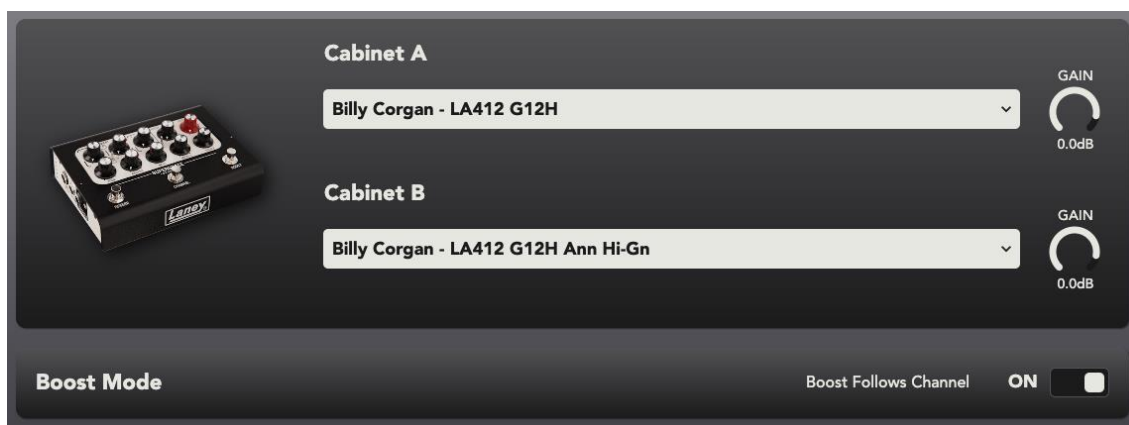 Cabinet A
GAIN
Billy Corgan - LA412 G12H
0.0dB
Laney
Cabinet B
GAIN
Billy Corgan - LA412 G12H Ann Hi-Gn
0.0dB
Boost Mode
Boost Follows Channel
ON